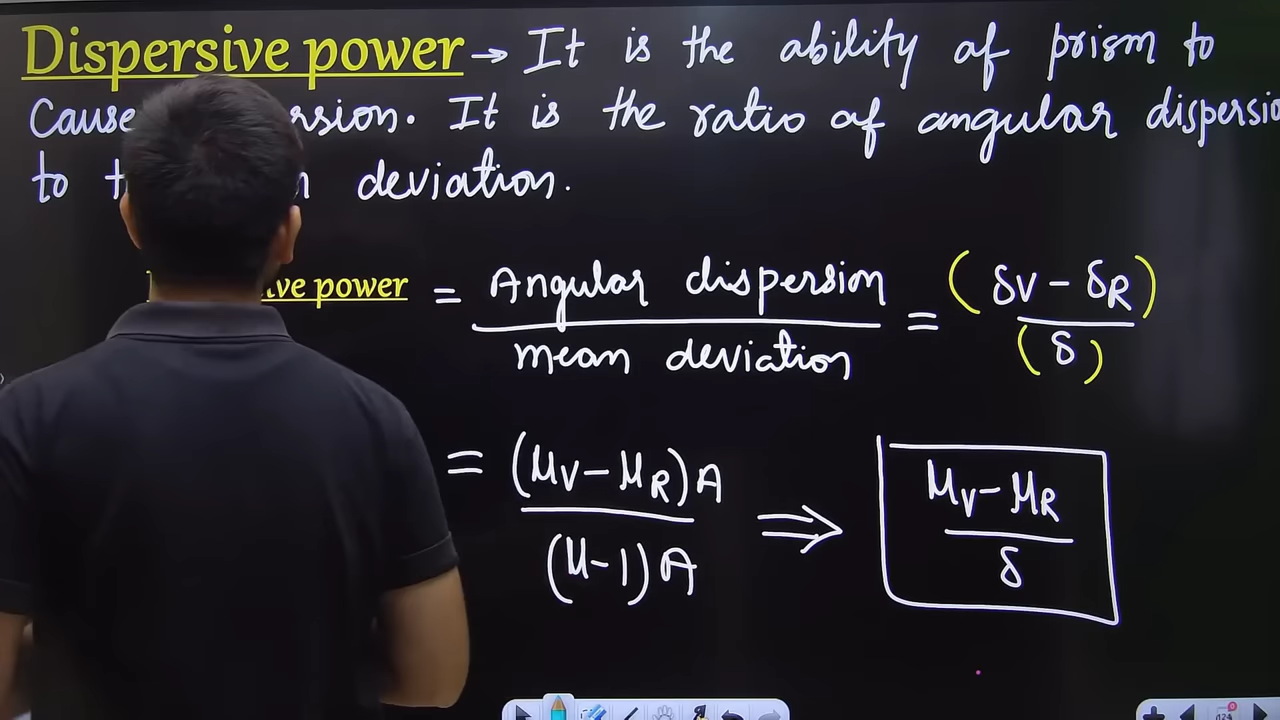 Dispersive power → It is the ability of prism to
Cause rsion. It is the ratio of angular dispersio
to deviation.
ive power = Angular dispersion / mean deviation = (δV - δR) / (δ)
= (μV - μR)A / (μ-1)A ⇒ μV - μR / δ